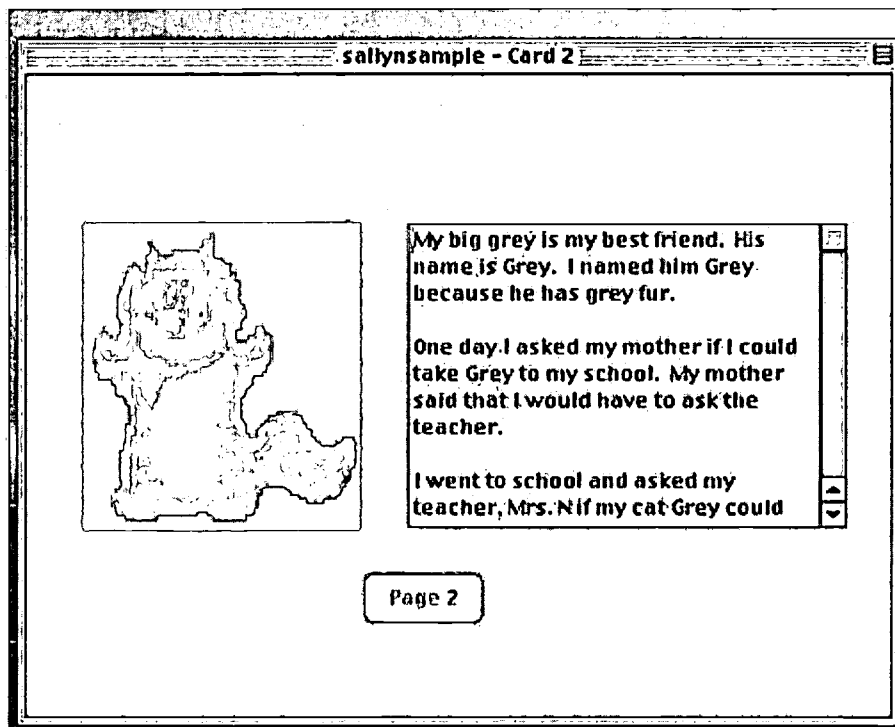 sallynsample - Card 2
My big grey is my best friend. His
name is Grey. I named him Grey
because he has grey fur.
One day I asked my mother if I could
take Grey to my school. My mother
said that I would have to ask the
teacher.
I went to school and asked my
teacher, Mrs. N if my cat Grey could
Page 2